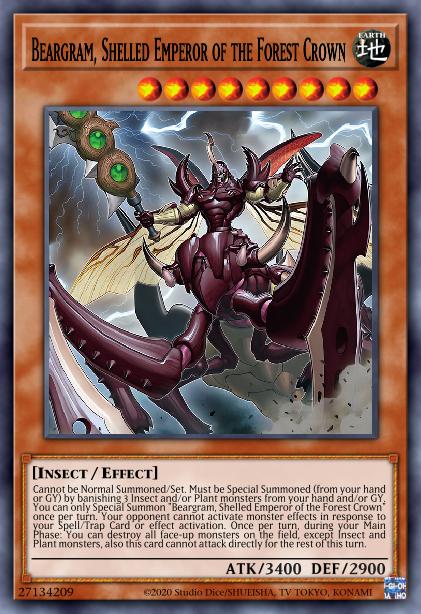 BEARGRAM, SHELLED EMPEROR OF THE FOREST CROWN
EARTH
地
[INSECT / EFFECT]
Cannot be Normal Summoned/Set. Must be Special Summoned (from your hand
or GY) by banishing 3 Insect and/or Plant monsters from your hand and/or GY.
You can only Special Summon "Beargram, Shelled Emperor of the Forest Crown"
once per turn. Your opponent cannot activate monster effects in response to
your Spell/Trap Card or effect activation. Once per turn, during your Main
Phase: You can destroy all face-up monsters on the field, except Insect and
Plant monsters, also this card cannot attack directly for the rest of this turn.
ATK/3400 DEF/2900
27134209
©2020 Studio Dice/SHUEISHA, TV TOKYO, KONAMI